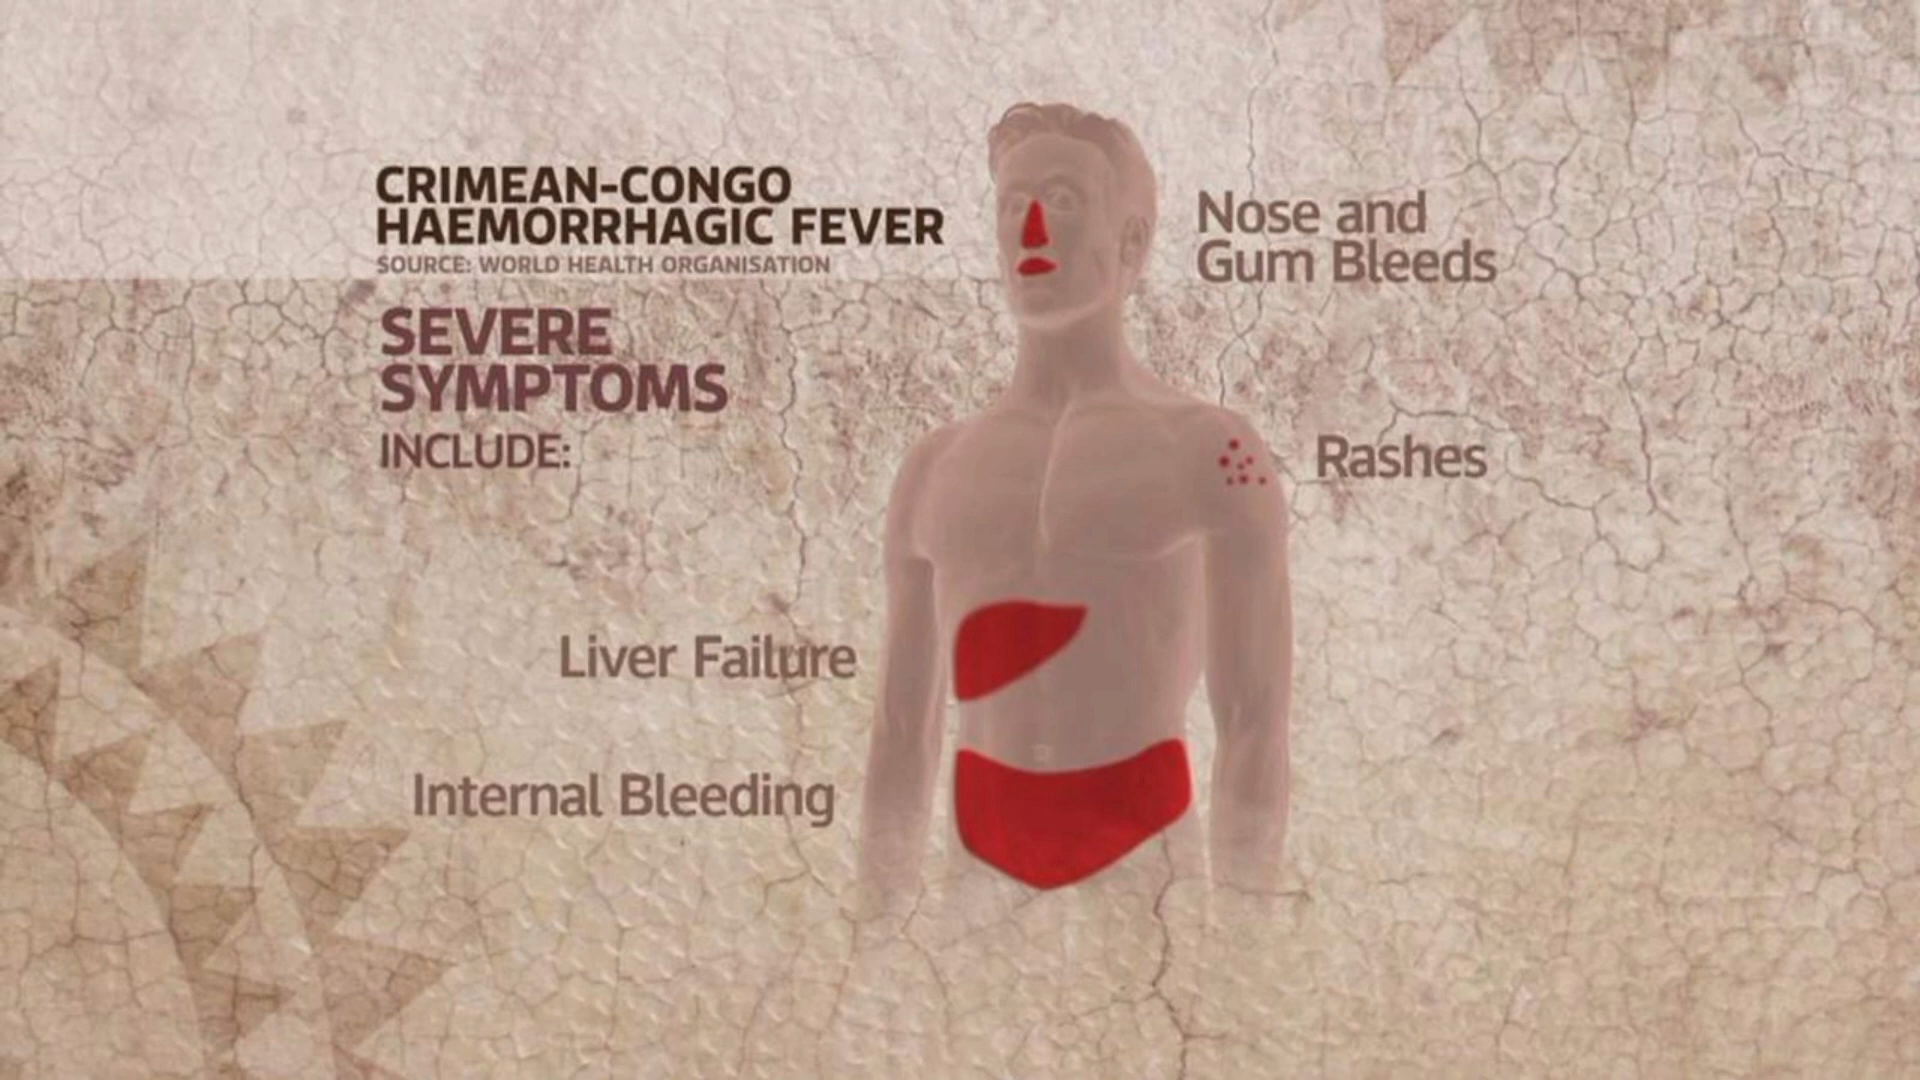 CRIMEAN-CONGO
HAEMORRHAGIC FEVER
SOURCE: WORLD HEALTH ORGANISATION
SEVERE
SYMPTOMS
INCLUDE:
Nose and
Gum Bleeds
Rashes
Liver Failure
Internal Bleeding